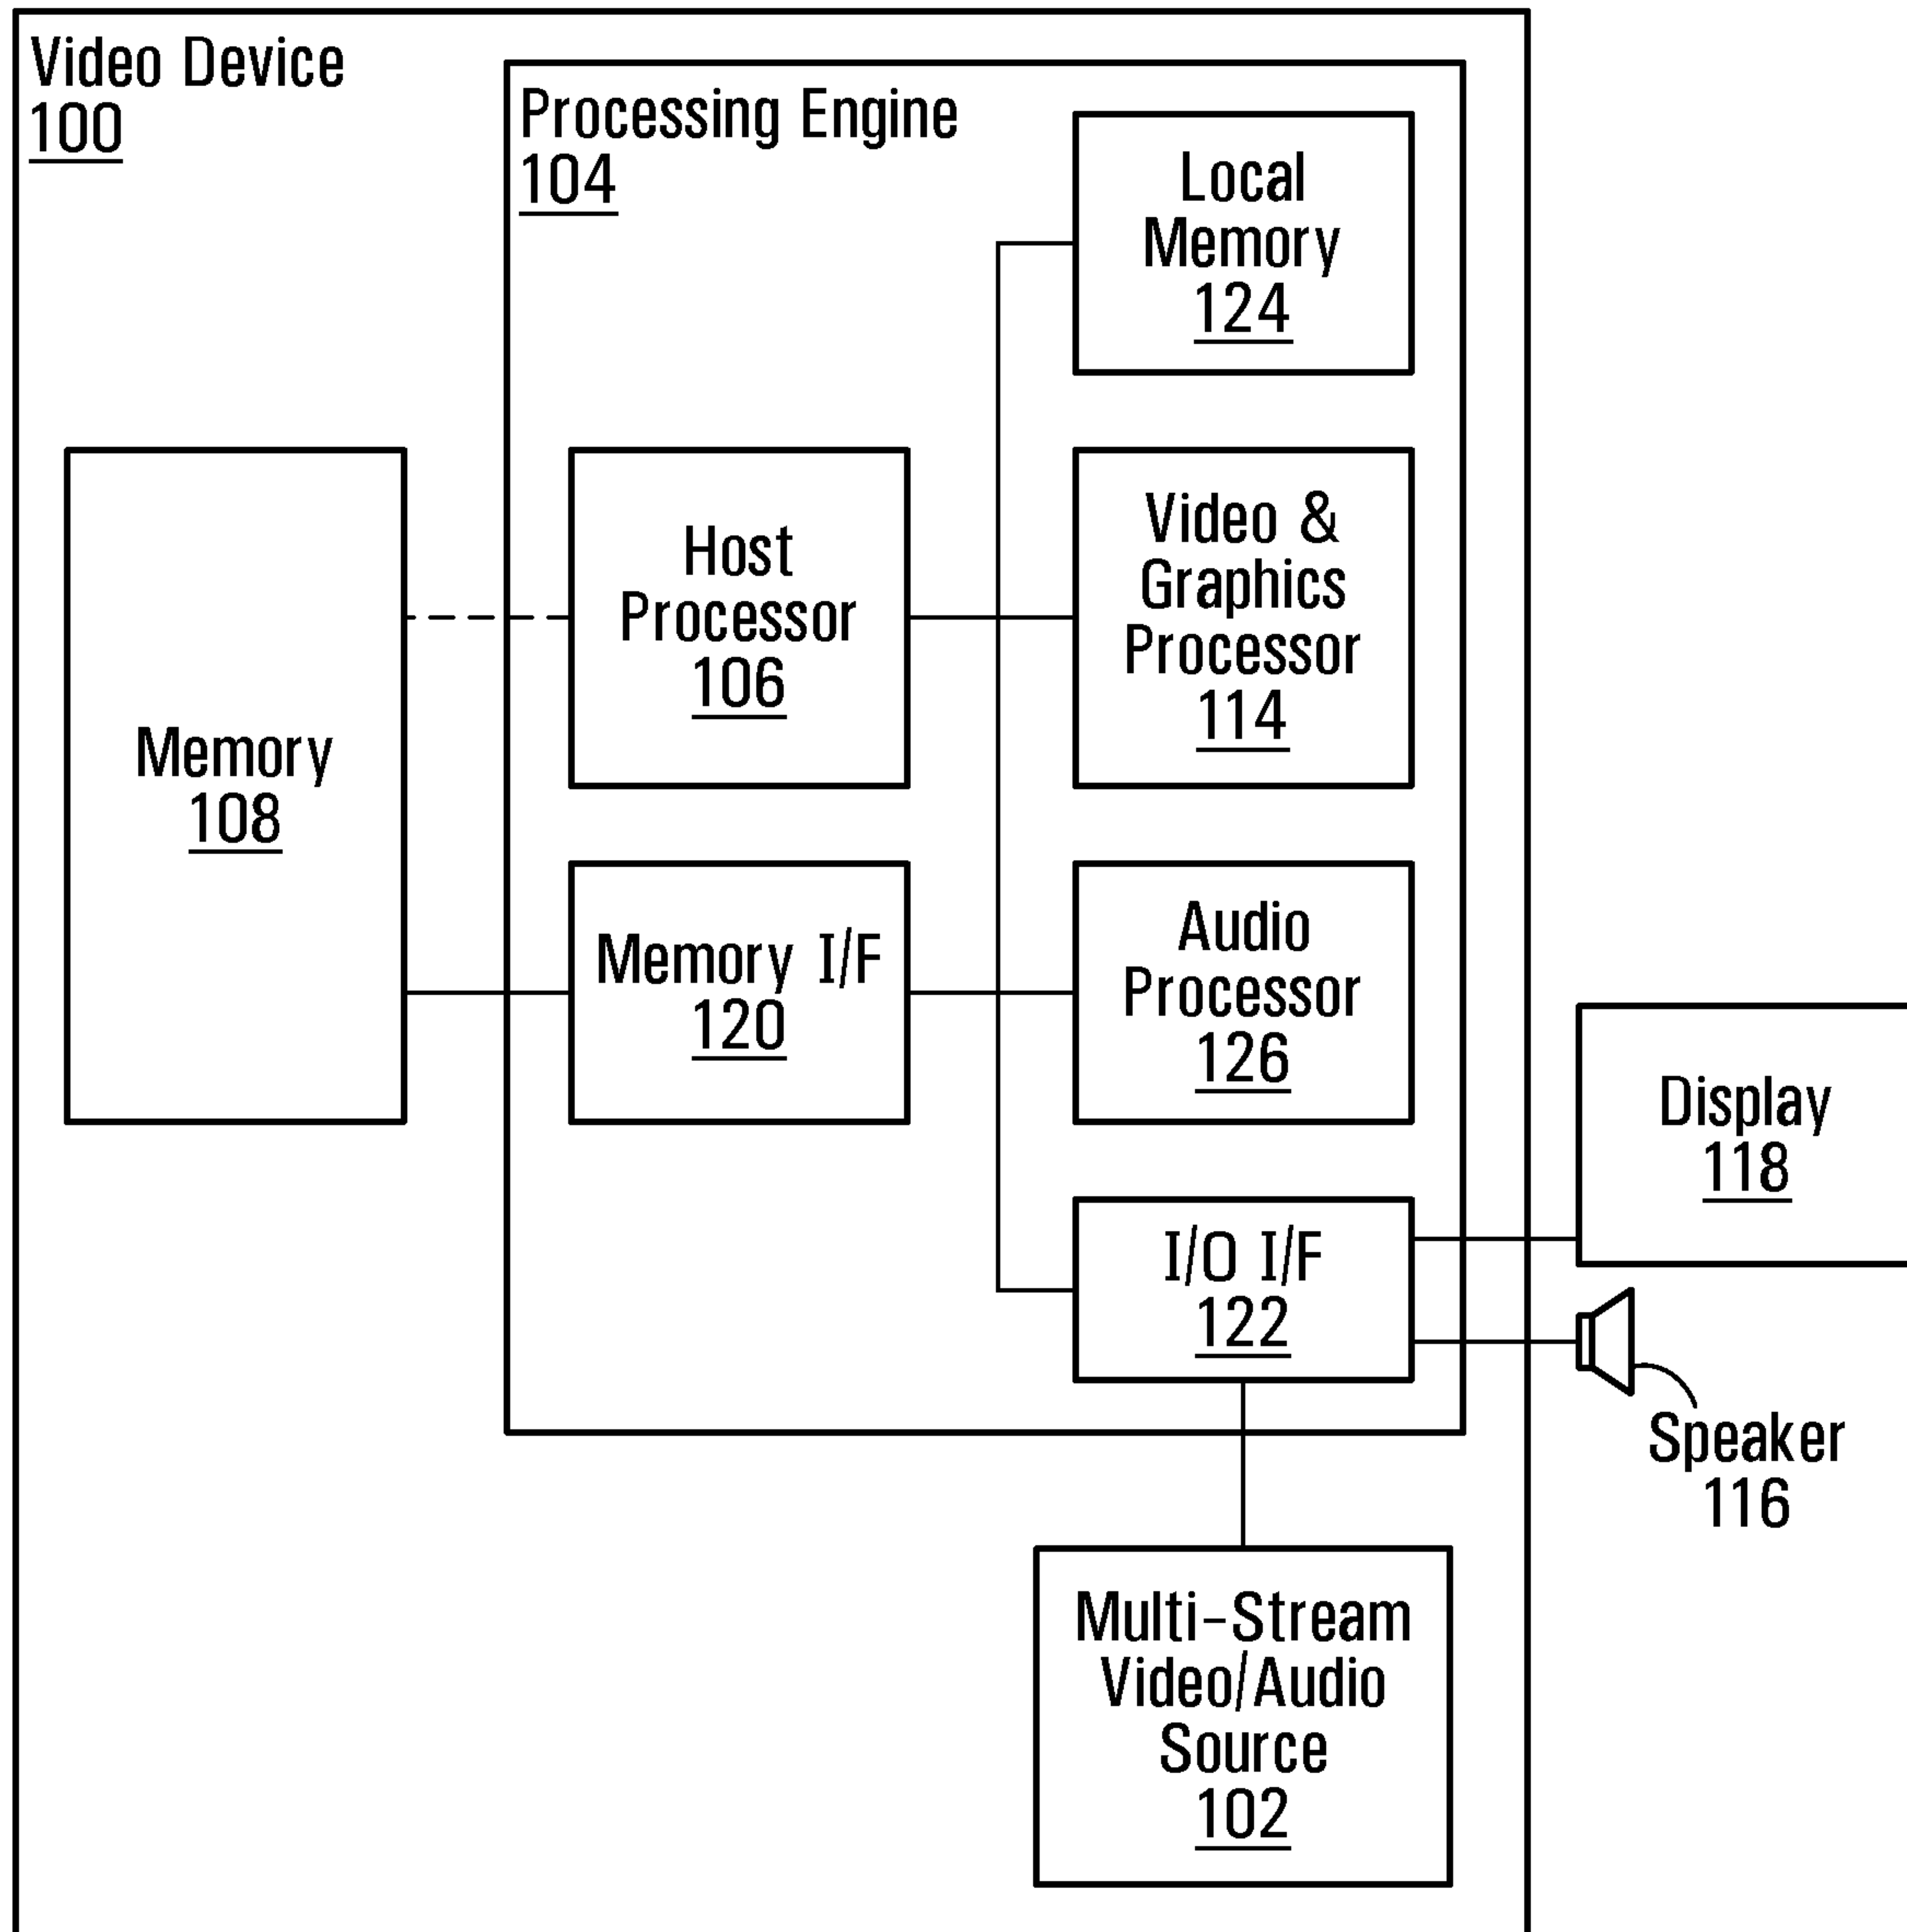 Video Device
100
Processing Engine
104
Local
Memory
124
Host
Processor
106
Video &
Graphics
Processor
114
Memory
108
Memory I/F
120
Audio
Processor
126
Display
118
I/O I/F
122
Speaker
116
Multi-Stream
Video/Audio
Source
102